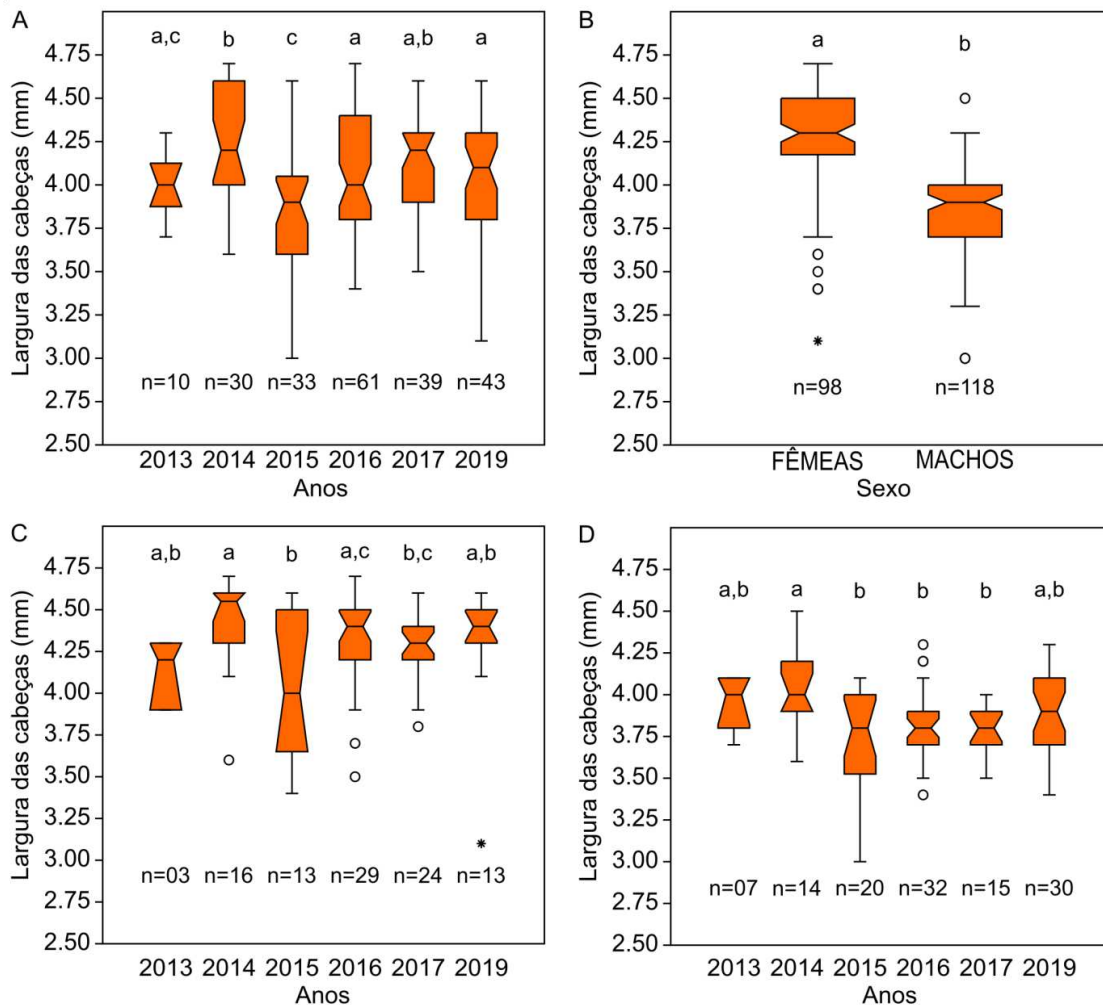 A
a,c b c a a,b a
4.75
4.50
4.25
4.00
3.75
3.50
3.25
3.00
2.75
2.50
Largura das cabeças (mm)
n=10 n=30 n=33 n=61 n=39 n=43
2013 2014 2015 2016 2017 2019
Anos
B
a b
4.75
4.50
4.25
4.00
3.75
3.50
3.25
3.00
2.75
2.50
Largura das cabeças (mm)
n=98 n=118
FÊMEAS MACHOS
Sexo
C
a,b a b a,c b,c a,b
4.75
4.50
4.25
4.00
3.75
3.50
3.25
3.00
2.75
2.50
Largura das cabeças (mm)
n=03 n=16 n=13 n=29 n=24 n=13
2013 2014 2015 2016 2017 2019
Anos
D
a,b a b b b a,b
4.75
4.50
4.25
4.00
3.75
3.50
3.25
3.00
2.75
2.50
Largura das cabeças (mm)
n=07 n=14 n=20 n=32 n=15 n=30
2013 2014 2015 2016 2017 2019
Anos